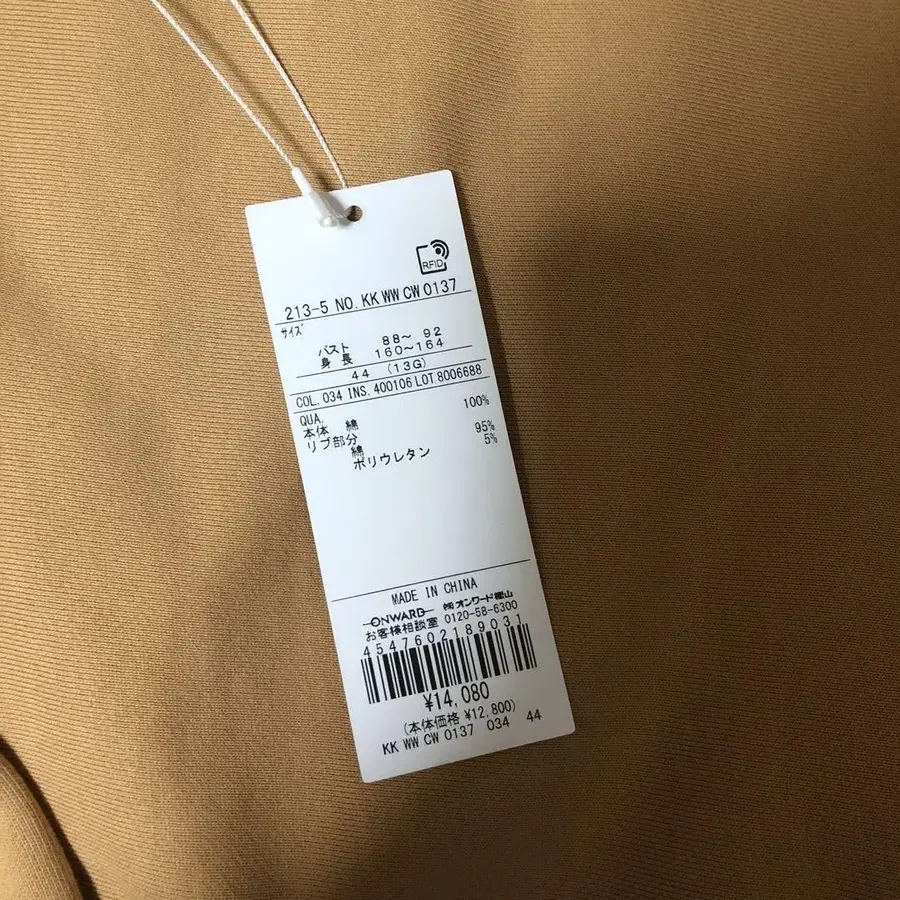 RFID
213-5 NO. KK WW CW 0137
サイズ
バスト 88～ 92
身長 160～164
44 (13G)
COL. 034 INS. 400106 LOT 8006688
QUA.
本体 綿 100%
リブ部分
綿 95%
ポリウレタン 5%
MADE IN CHINA
ONWARD ㈱オンワード樫山
お客様相談室 0120-58-6300
4547602189031
¥14,080
(本体価格 ¥12,800)
KK WW CW 0137 034 44